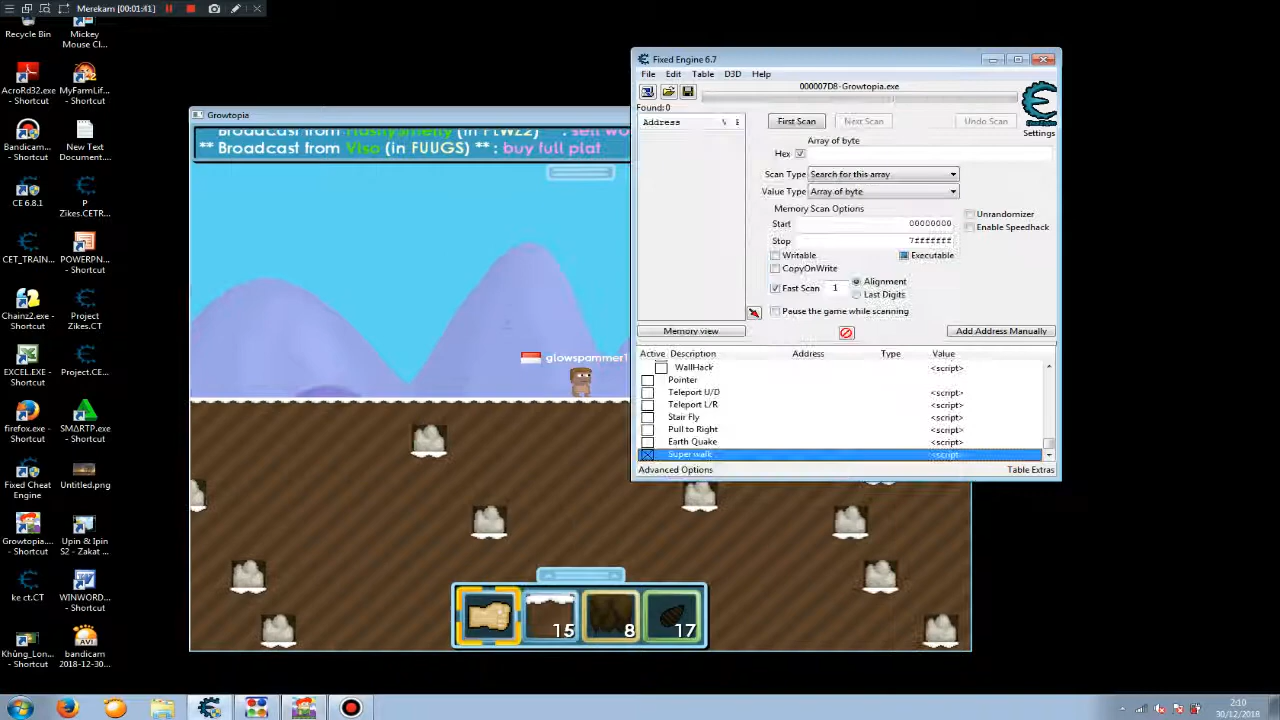 Merekam (00:01:41)
Recycle Bin
Mickey
Mouse Cl...
AcroRd32.exe
- Shortcut
MyFarmLif...
Bandicam...
- Shortcut
New Text
Document....
CE 6.8.1
P
Zikes.CETR...
CET_TRAIN...
POWERPN...
- Shortcut
Chainz2.exe -
Shortcut
Project
Zikes.CT
EXCEL.EXE -
Shortcut
Project.CE...
firefox.exe -
Shortcut
SMΔRTP.exe
- Shortcut
Fixed Cheat
Engine
Untitled.png
Growtopia....
- Shortcut
Upin & Ipin
S2 - Zakat ...
ke ct.CT
WINWORD....
- Shortcut
Khủng_Lon...
- Shortcut
bandicam
2018-12-30...
Growtopia
** Broadcast from Viso (in FUUGS) ** : buy full plat
glowspammer1
15
8
17
Fixed Engine 6.7
File Edit Table D3D Help
000007D8-Growtopia.exe
Found:0
Address V E
First Scan Next Scan Undo Scan
Settings
Array of byte
Hex
Scan Type Search for this array
Value Type Array of byte
Memory Scan Options
Unrandomizer
Enable Speedhack
Start 00000000
Stop 7fffffff
Writable Executable
CopyOnWrite
Fast Scan 1 Alignment
Last Digits
Pause the game while scanning
Memory view Add Address Manually
Active Description Address Type Value
WallHack <script>
Pointer
Teleport U/D <script>
Teleport L/R <script>
Stair Fly <script>
Pull to Right <script>
Earth Quake <script>
Super walk <script>
Advanced Options Table Extras
2:10
30/12/2018